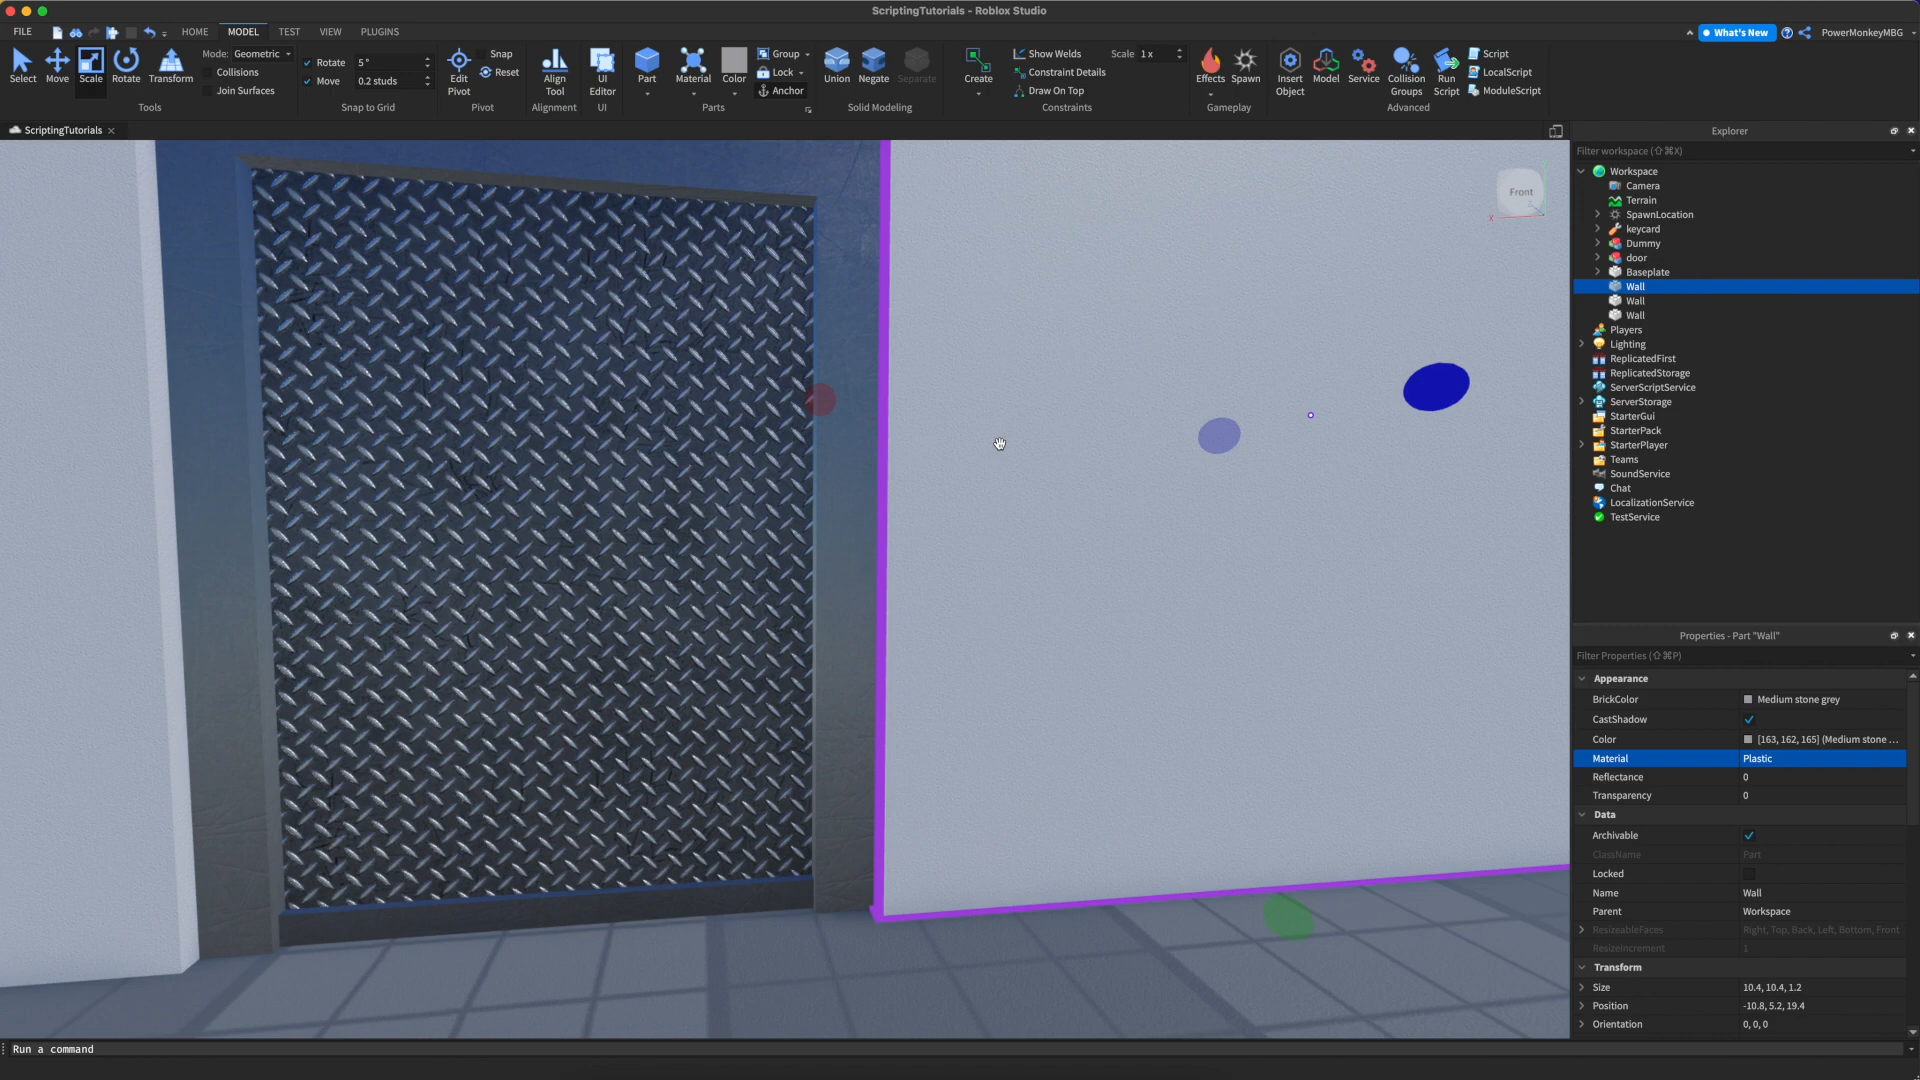 ScriptingTutorials - Roblox Studio
FILE HOME MODEL TEST VIEW PLUGINS What's New PowerMonkeyMBG
Select Move Scale Rotate Transform
Mode: Geometric
Collisions
Join Surfaces
Tools
Rotate 5 °
Move 0.2 studs
Snap to Grid
Edit Pivot
Snap
Reset
Pivot
Align Tool
Alignment
UI Editor
UI
Part Material Color
Group
Lock
Anchor
Parts
Union Negate Separate
Solid Modeling
Create
Show Welds Scale 1 x
Constraint Details
Draw On Top
Constraints
Effects Spawn
Gameplay
Insert Object
Model
Service
Collision Groups
Run Script
Script
LocalScript
ModuleScript
Advanced
ScriptingTutorials
Front
X
Explorer
Filter workspace (⇧⌘X)
Workspace
Camera
Terrain
SpawnLocation
keycard
Dummy
door
Baseplate
Wall
Wall
Wall
Players
Lighting
ReplicatedFirst
ReplicatedStorage
ServerScriptService
ServerStorage
StarterGui
StarterPack
StarterPlayer
Teams
SoundService
Chat
LocalizationService
TestService
Properties - Part "Wall"
Filter Properties (⇧⌘P)
Appearance
BrickColor Medium stone grey
CastShadow
Color [163, 162, 165] (Medium stone ...
Material Plastic
Reflectance 0
Transparency 0
Data
Archivable
ClassName Part
Locked
Name Wall
Parent Workspace
ResizeableFaces Right, Top, Back, Left, Bottom, Front
ResizeIncrement 1
Transform
Size 10.4, 10.4, 1.2
Position -10.8, 5.2, 19.4
Orientation 0, 0, 0
Run a command